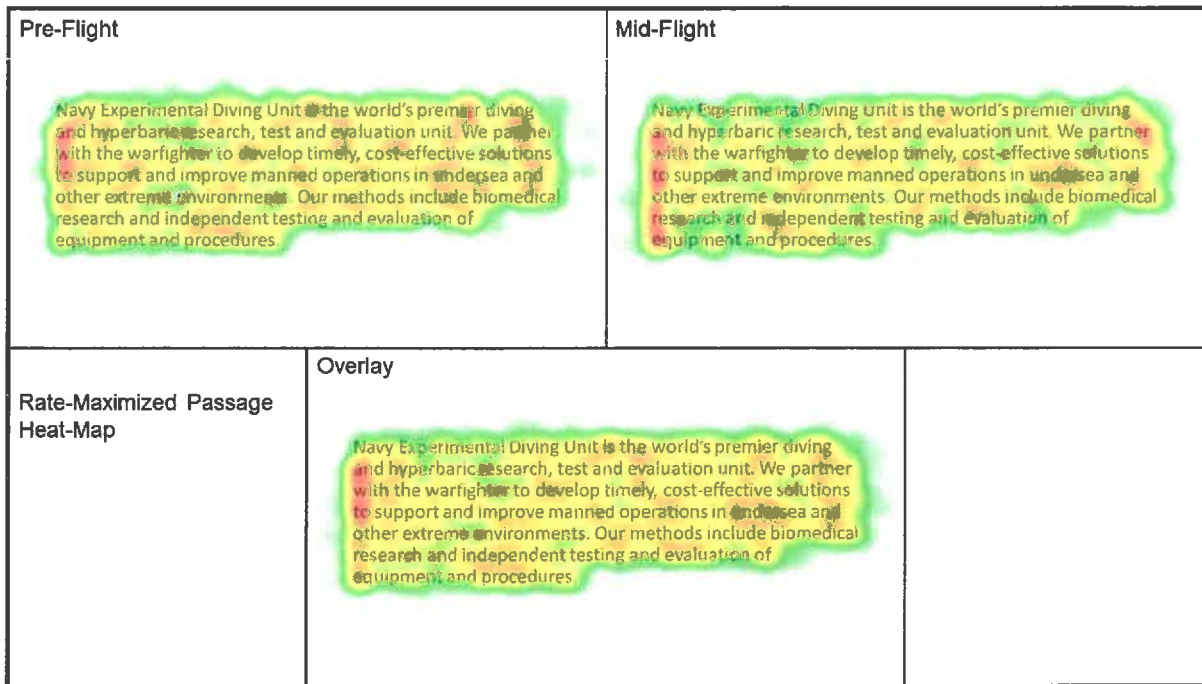 Pre-Flight
Navy Experimental Diving Unit is the world's premier diving
and hyperbaric research, test and evaluation unit. We partner
with the warfighter to develop timely, cost-effective solutions
to support and improve manned operations in undersea and
other extreme environments. Our methods include biomedical
research and independent testing and evaluation of
equipment and procedures.
Mid-Flight
Navy Experimental Diving Unit is the world's premier diving
and hyperbaric research, test and evaluation unit. We partner
with the warfighter to develop timely, cost-effective solutions
to support and improve manned operations in undersea and
other extreme environments. Our methods include biomedical
research and independent testing and evaluation of
equipment and procedures.
Rate-Maximized Passage
Heat-Map
Overlay
Navy Experimental Diving Unit is the world's premier diving
and hyperbaric research, test and evaluation unit. We partner
with the warfighter to develop timely, cost-effective solutions
to support and improve manned operations in undersea and
other extreme environments. Our methods include biomedical
research and independent testing and evaluation of
equipment and procedures.